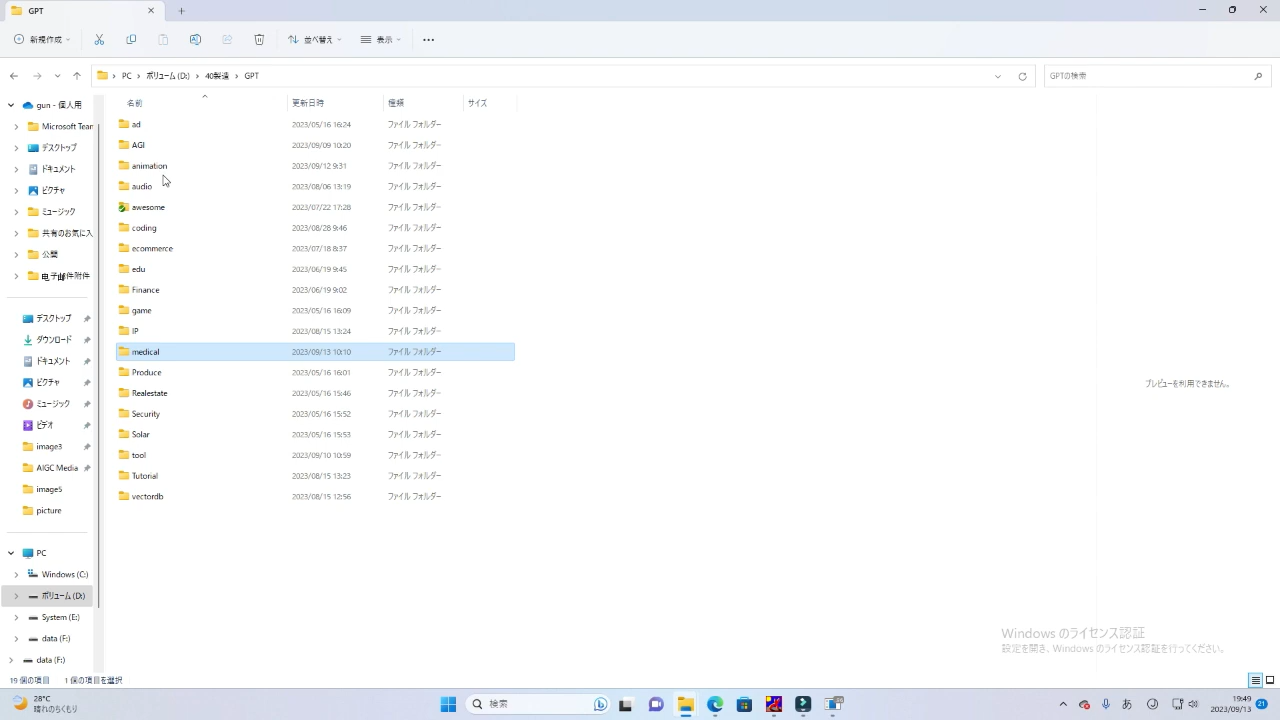 GPT
新規作成
並べ替え
表示
PC > ボリューム (D:) > 40製造 > GPT
GPTの検索
gun - 個人用
Microsoft Team
デスクトップ
ドキュメント
ピクチャ
ミュージック
共有のお気に入
公開
电子邮件附件
デスクトップ
ダウンロード
ドキュメント
ピクチャ
ミュージック
ビデオ
image3
AIGC Media
image5
picture
PC
Windows (C:)
ボリューム (D:)
System (E:)
data (F:)
data (F:)
名前 更新日時 種類 サイズ
ad 2023/05/16 16:24 ファイル フォルダー
AGI 2023/09/09 10:20 ファイル フォルダー
animation 2023/09/12 9:31 ファイル フォルダー
audio 2023/08/06 13:19 ファイル フォルダー
awesome 2023/07/22 17:28 ファイル フォルダー
coding 2023/08/28 9:46 ファイル フォルダー
ecommerce 2023/07/18 8:37 ファイル フォルダー
edu 2023/06/19 9:45 ファイル フォルダー
Finance 2023/06/19 9:02 ファイル フォルダー
game 2023/05/16 16:09 ファイル フォルダー
IP 2023/08/15 13:24 ファイル フォルダー
medical 2023/09/13 10:10 ファイル フォルダー
Produce 2023/05/16 16:01 ファイル フォルダー
Realestate 2023/05/16 15:46 ファイル フォルダー
Security 2023/05/16 15:52 ファイル フォルダー
Solar 2023/05/16 15:53 ファイル フォルダー
tool 2023/09/10 10:59 ファイル フォルダー
Tutorial 2023/08/15 13:23 ファイル フォルダー
vectordb 2023/08/15 12:56 ファイル フォルダー
プレビューを利用できません。
Windows のライセンス認証
設定を開き、Windows のライセンス認証を行ってください。
19 個の項目 1 個の項目を選択
28°C
晴れのちくもり
検索
あ
19:49
2023/09/13
21